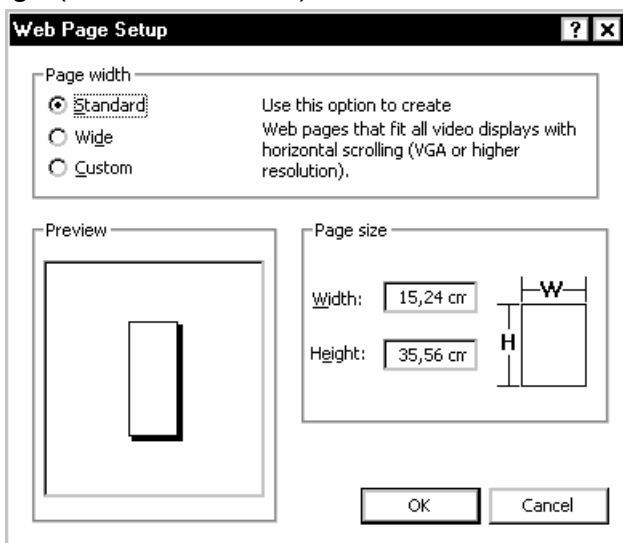 Web Page Setup ? X
Page width
Standard
Wide
Custom
Use this option to create
Web pages that fit all video displays with
horizontal scrolling (VGA or higher
resolution).
Preview
Page size
Width: 15,24 cm
Height: 35,56 cm
W
H
OK Cancel